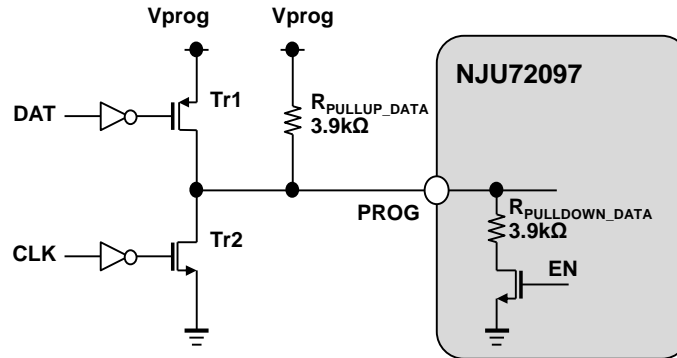 Vprog
Vprog
NJU72097
DAT
Tr1
RPULLUP_DATA
3.9kΩ
PROG
RPULLDOWN_DATA
3.9kΩ
CLK
Tr2
EN